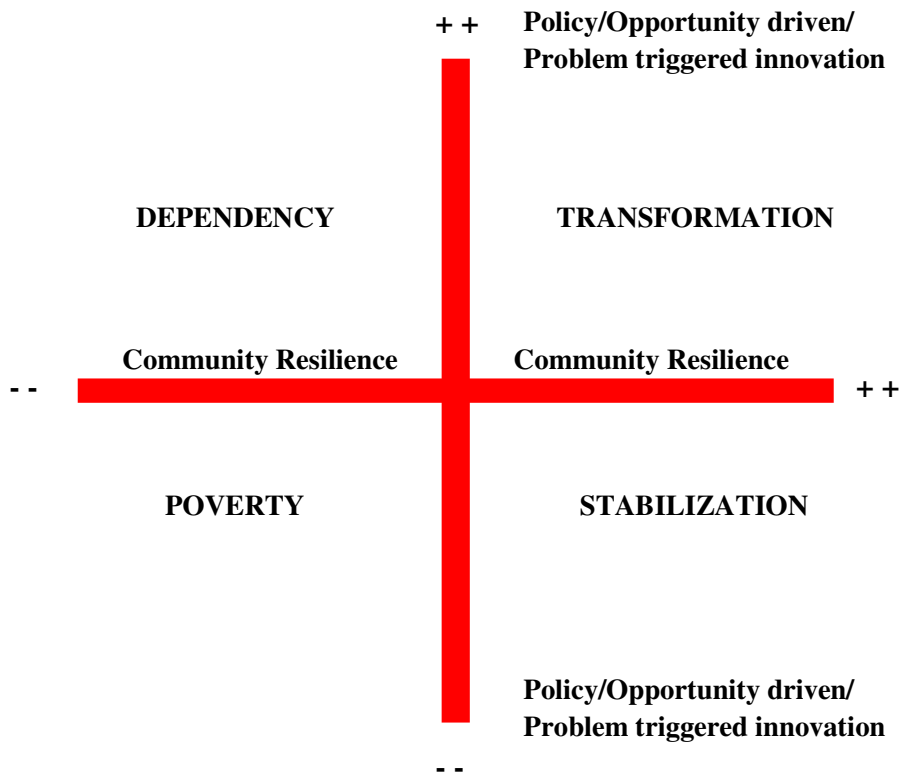 + + Policy/Opportunity driven/
Problem triggered innovation
DEPENDENCY TRANSFORMATION
Community Resilience Community Resilience
- - + +
POVERTY STABILIZATION
Policy/Opportunity driven/
Problem triggered innovation
- -